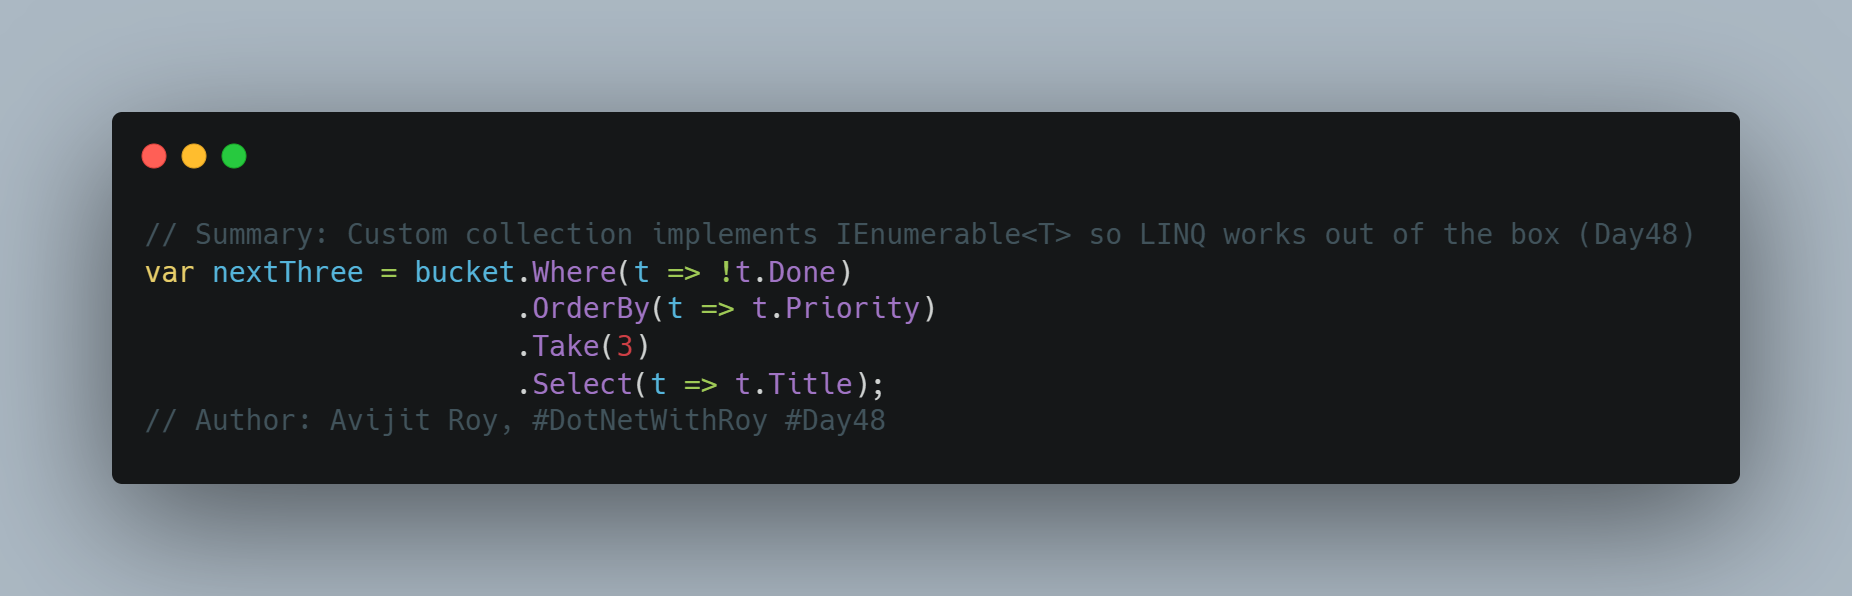 // Summary: Custom collection implements IEnumerable<T> so LINQ works out of the box (Day48)
var nextThree = bucket.Where(t => !t.Done)
.OrderBy(t => t.Priority)
.Take(3)
.Select(t => t.Title);
// Author: Avijit Roy, #DotNetWithRoy #Day48